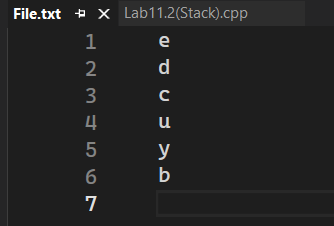 File.txt Lab11.2(Stack).cpp
1 e
2 d
3 c
4 u
5 y
6 b
7